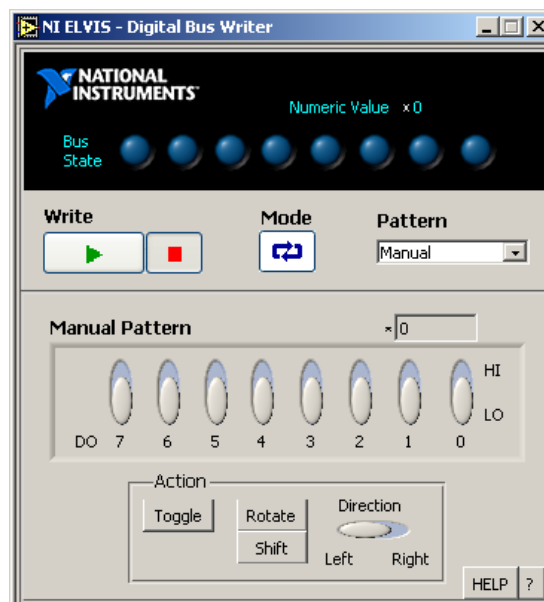 NI ELVIS - Digital Bus Writer
NATIONAL
INSTRUMENTS™
Numeric Value x 0
Bus
State
Write
Mode
Pattern
Manual
Manual Pattern
x 0
HI
LO
DO 7 6 5 4 3 2 1 0
Action
Toggle
Rotate
Shift
Direction
Left Right
HELP ?